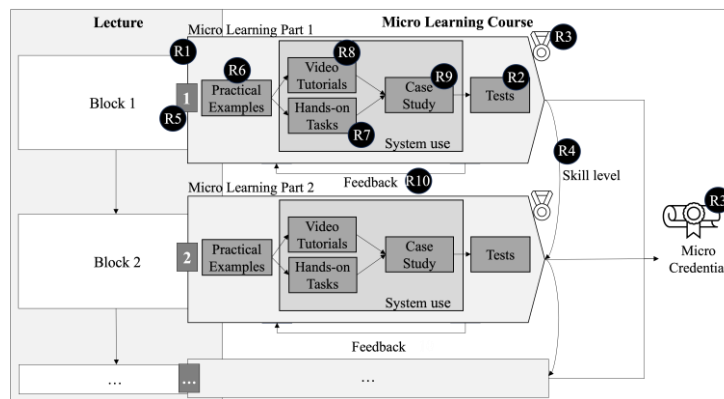 Lecture
Micro Learning Course
Micro Learning Part 1
R1
R3
R8
R6
R9
R2
Block 1
1
Practical
Examples
Video
Tutorials
Hands-on
Tasks
Case
Study
Tests
R5
R7
System use
R4
Feedback
R10
Skill level
Micro Learning Part 2
R3
Block 2
2
Practical
Examples
Video
Tutorials
Hands-on
Tasks
Case
Study
Tests
System use
Micro
Credentia
Feedback
...
...
...